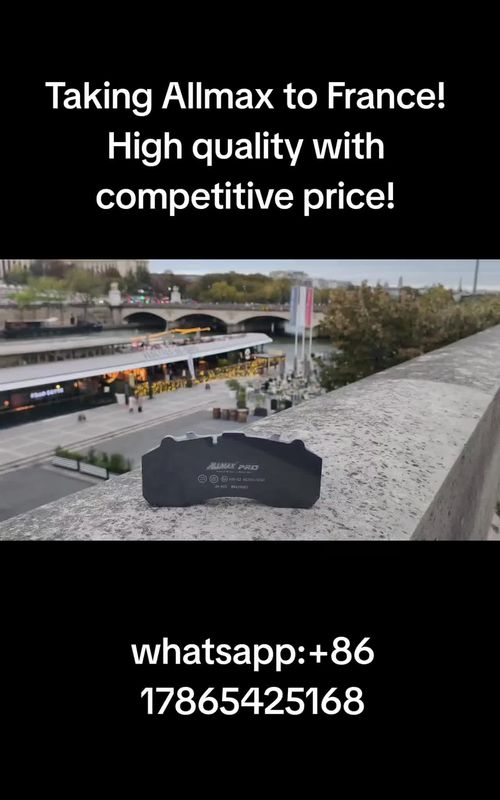 Taking Allmax to France!
High quality with
competitive price!
ALLMAX PRO
whatsapp:+86
17865425168